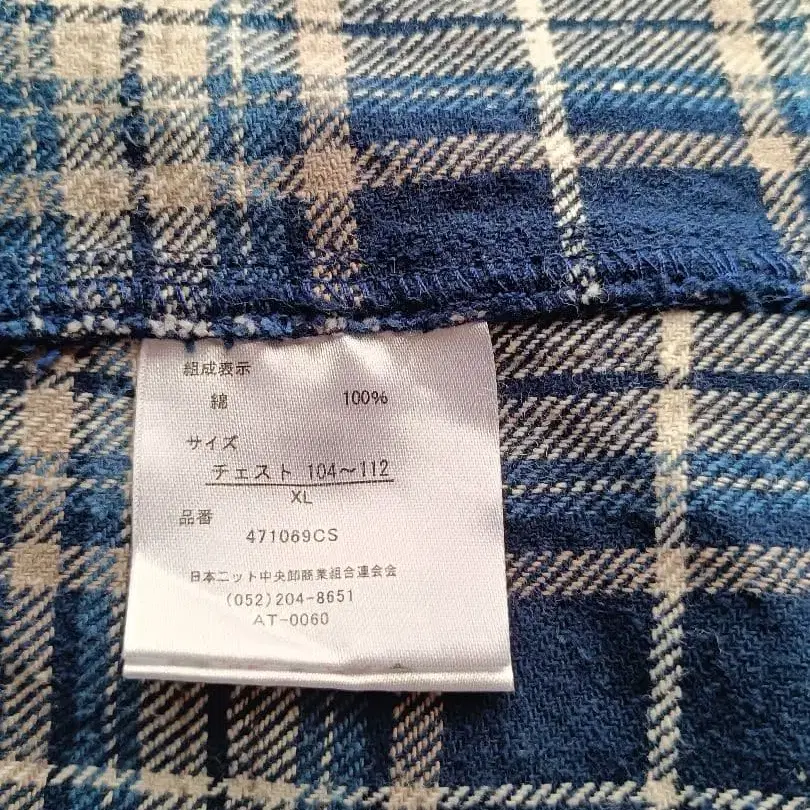 組成表示
綿 100%
サイズ
チェスト 104～112
XL
品番
471069CS
日本ニット中央卸商業組合連合会
(052)204-8651
AT-0060